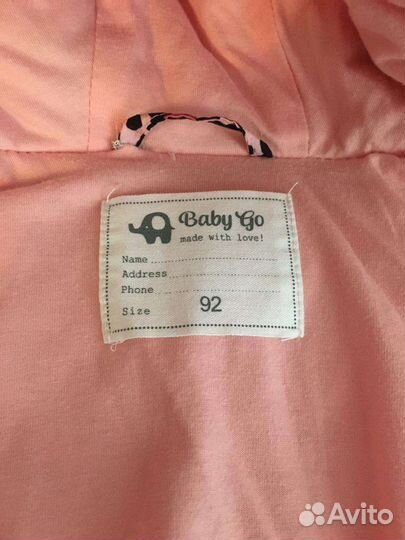 Baby Go
made with love!
Name
Address
Phone
Size 92
Avito